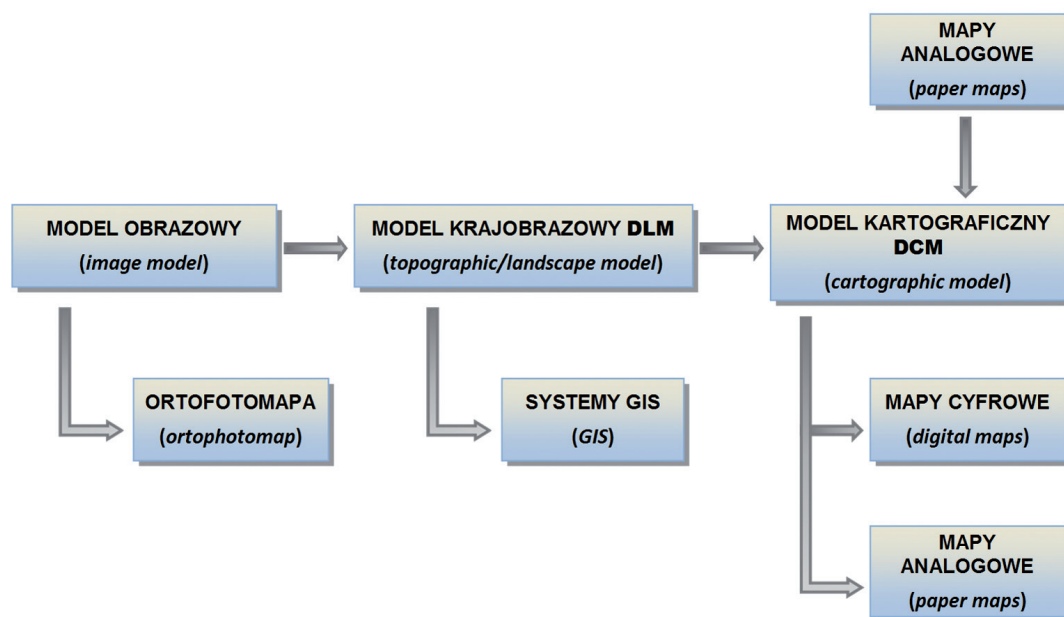 MAPY
ANALOGOWE
(paper maps)
MODEL OBRAZOWY
(image model)
MODEL KRAJOBRAZOWY DLM
(topographic/landscape model)
MODEL KARTOGRAFICZNY
DCM
(cartographic model)
ORTOFOTOMAPA
(ortophotomap)
SYSTEMY GIS
(GIS)
MAPY CYFROWE
(digital maps)
MAPY
ANALOGOWE
(paper maps)